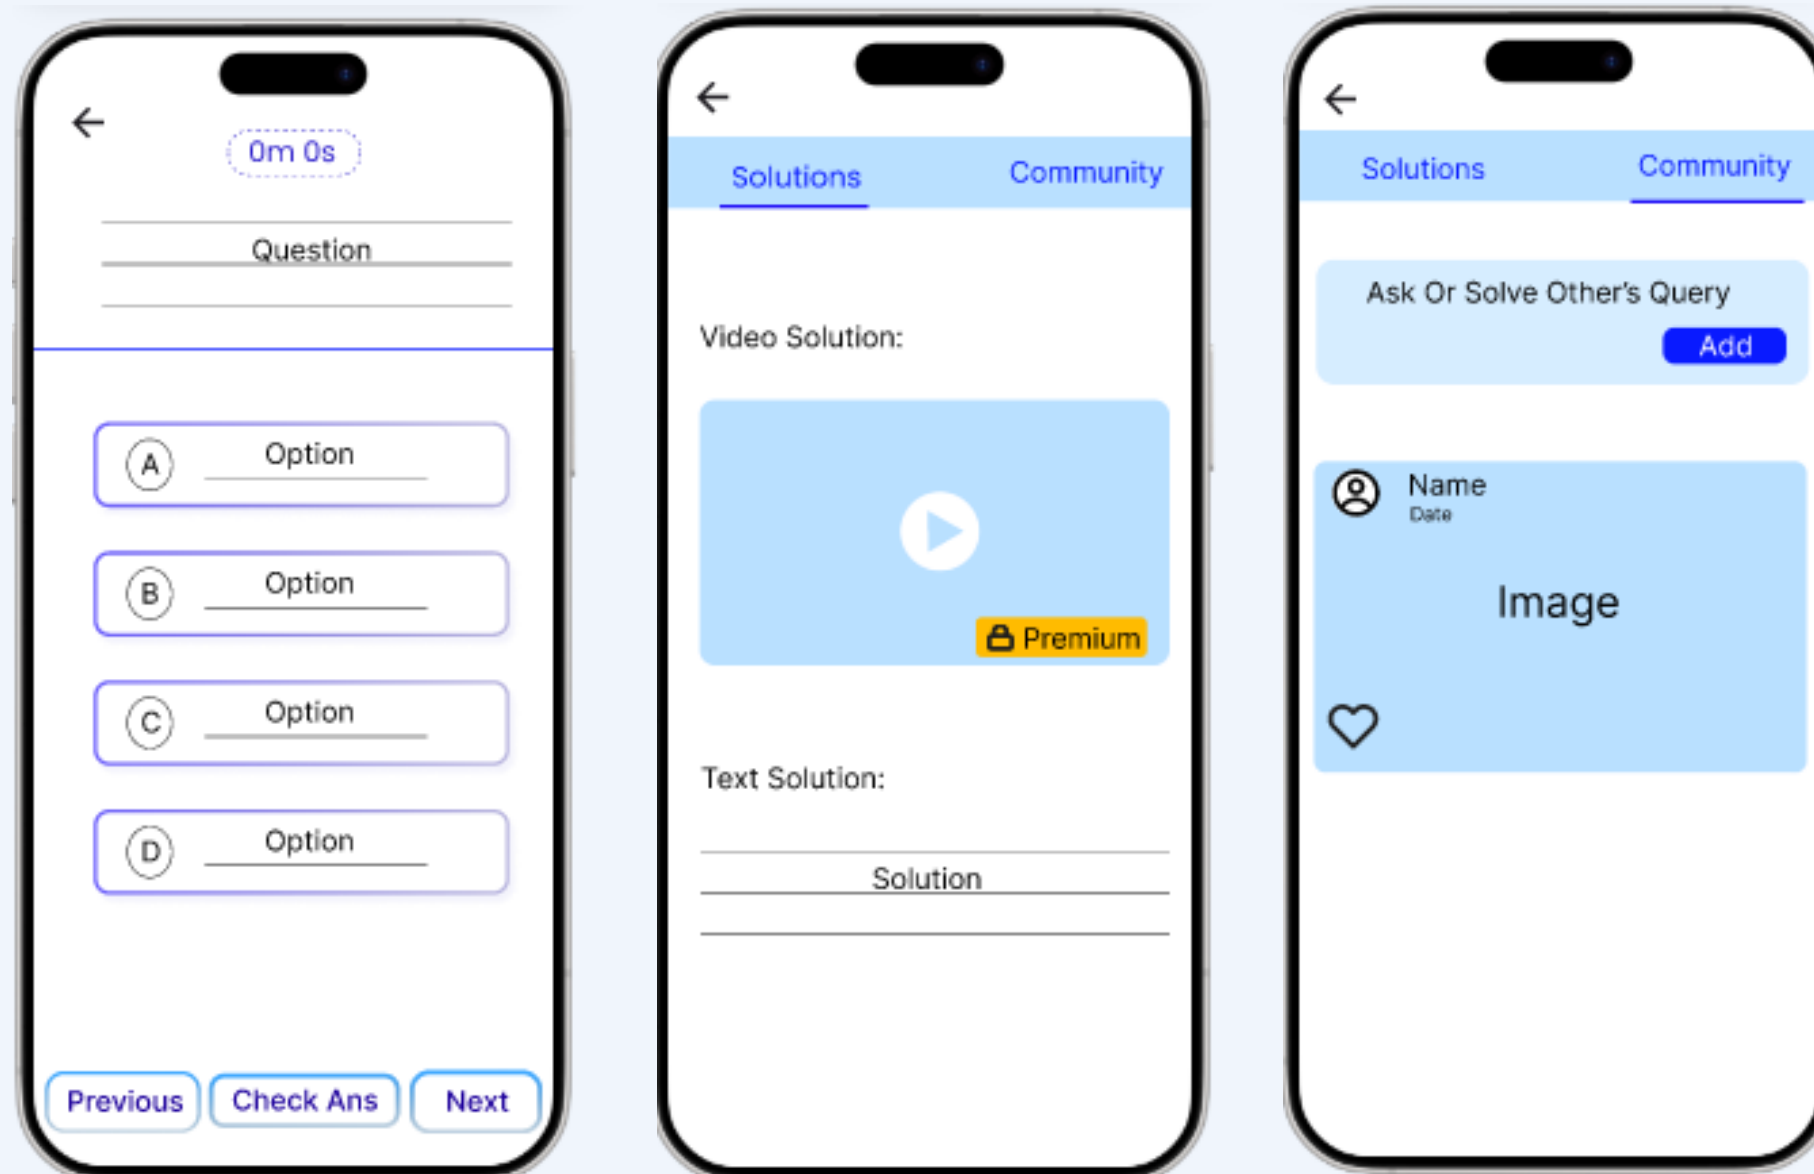 0m 0s
Question
A Option
B Option
C Option
D Option
Previous Check Ans Next
Solutions Community
Video Solution:
Premium
Text Solution:
Solution
Solutions Community
Ask Or Solve Other's Query
Add
Name
Date
Image